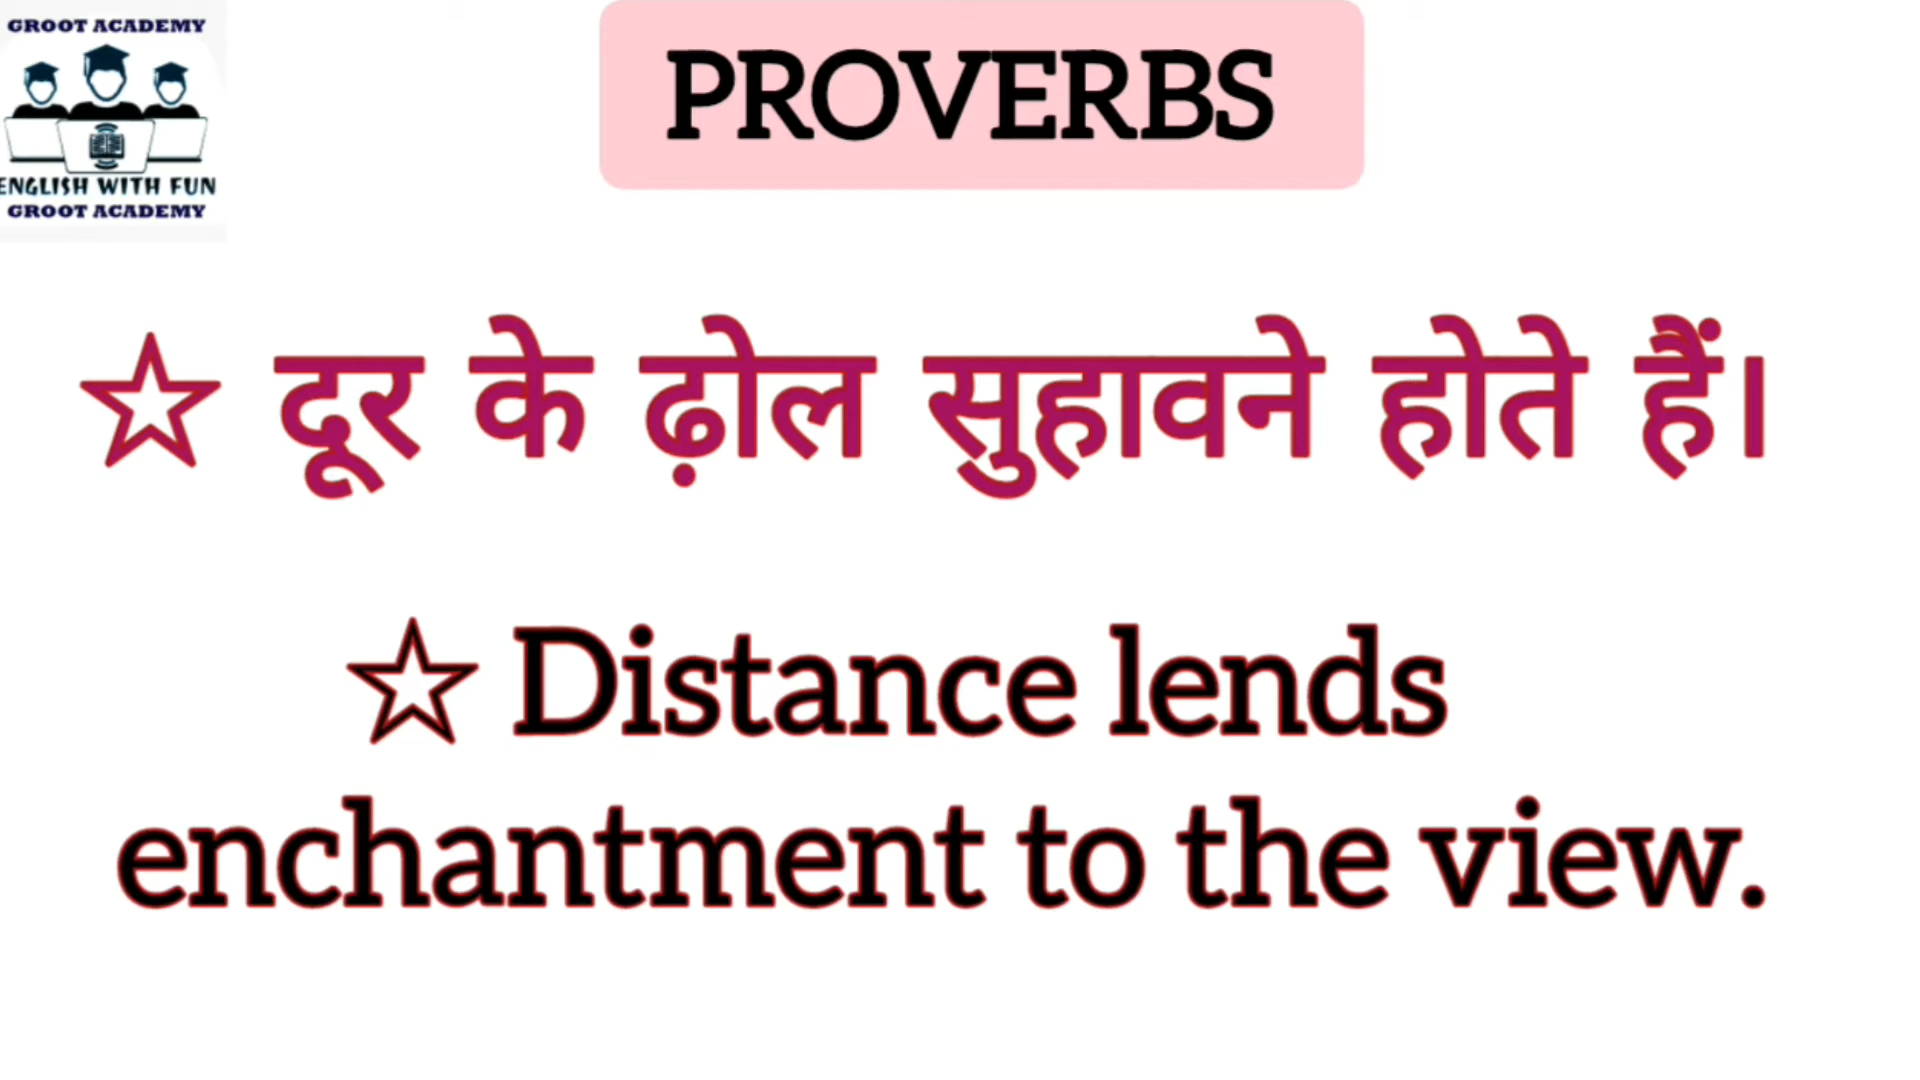 GROOT ACADEMY
ENGLISH WITH FUN
GROOT ACADEMY
PROVERBS
☆ दूर के ढ़ोल सुहावने होते हैं।
☆ Distance lends
enchantment to the view.